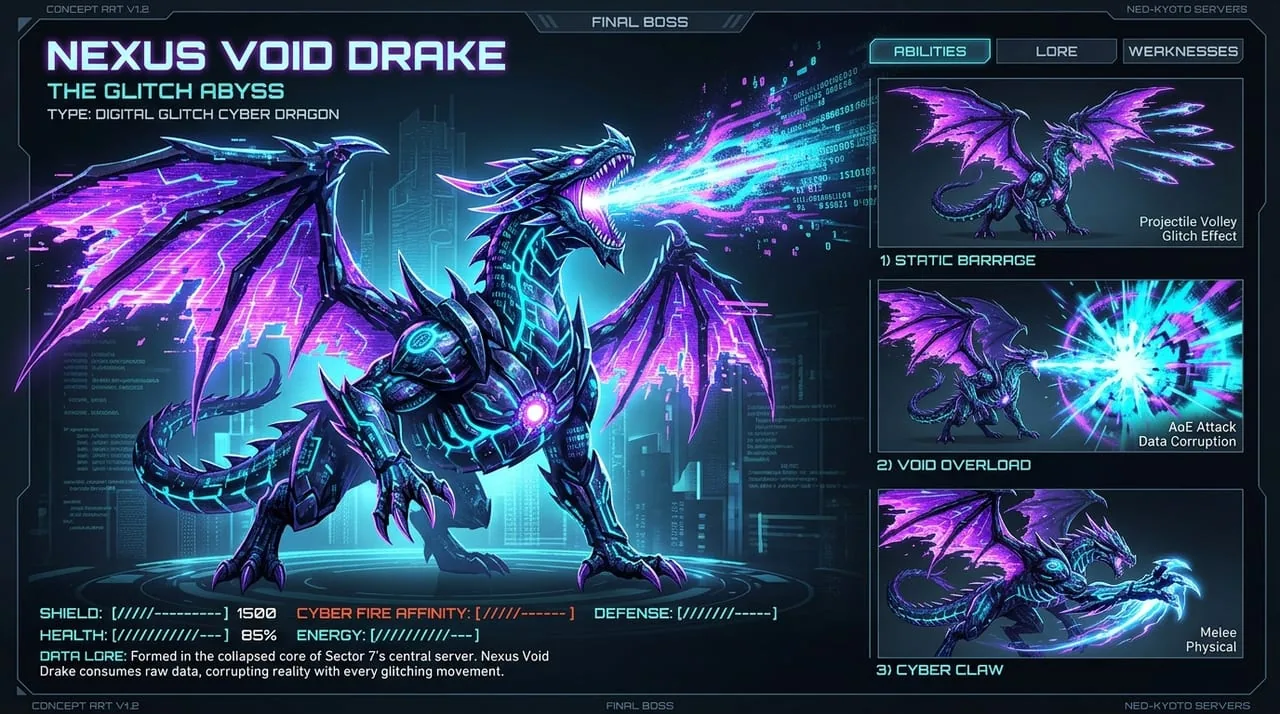 CONCEPT ART V1.2
FINAL BOSS
NEO-KYOTO SERVERS
NEXUS VOID DRAKE
THE GLITCH ABYSS
TYPE: DIGITAL GLITCH CYBER DRAGON
ABILITIES
LORE
WEAKNESSES
Projectile Volley
Glitch Effect
1) STATIC BARRAGE
AoE Attack
Data Corruption
2) VOID OVERLOAD
Melee
Physical
3) CYBER CLAW
SHIELD: [/////---------] 1500 CYBER FIRE AFFINITY: [/////------] DEFENSE: [///////-----]
HEALTH: [///////////---] 85% ENERGY: [//////////---]
DATA LORE: Formed in the collapsed core of Sector 7's central server. Nexus Void
Drake consumes raw data, corrupting reality with every glitching movement.
CONCEPT ART V1.2
FINAL BOSS
NEO-KYOTO SERVERS